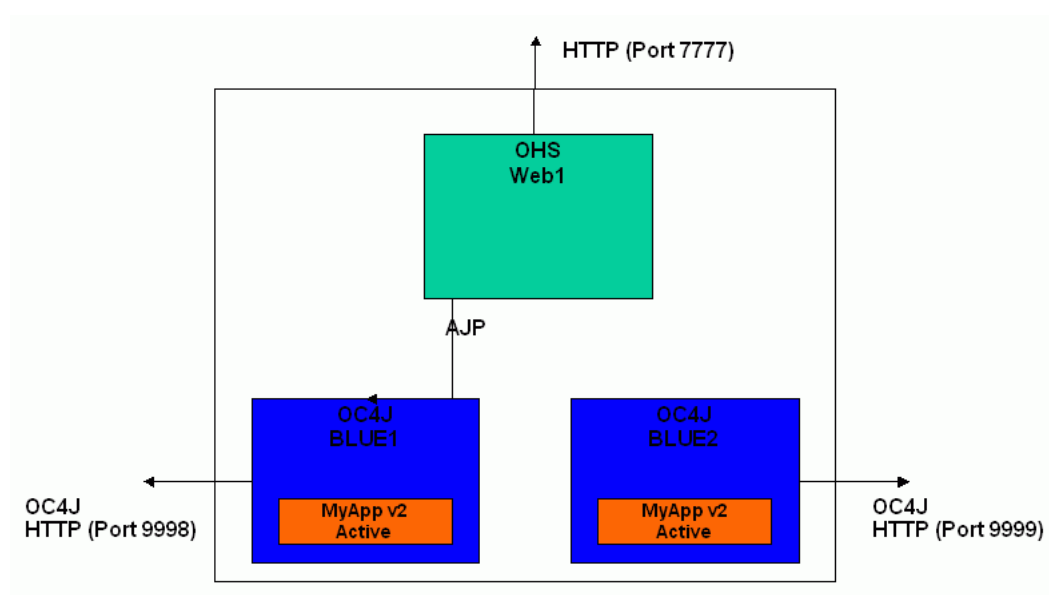 HTTP (Port 7777)
OHS
Web1
AJP
OC4J
BLUE1
OC4J
BLUE2
MyApp v2
Active
MyApp v2
Active
OC4J
HTTP (Port 9998)
OC4J
HTTP (Port 9999)